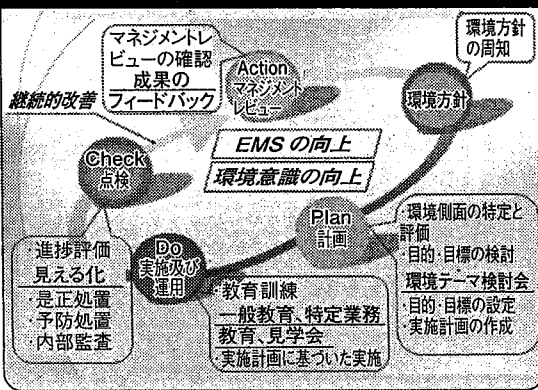 マネジメントレ
ビューの確認
成果の
フィードバック
Action
マネジメント
レビュー
環境方針
の周知
環境方針
継続的改善
EMSの向上
環境意識の向上
Check
点検
Plan
計画
・環境側面の特定と
評価
・目的・目標の検討
環境テーマ検討会
・目的・目標の設定
・実施計画の作成
Do
実施及び
運用
・進捗評価
見える化
・是正処置
・予防処置
・内部監査
・教育訓練
一般教育、特定業務
教育、見学会
・実施計画に基づいた実施